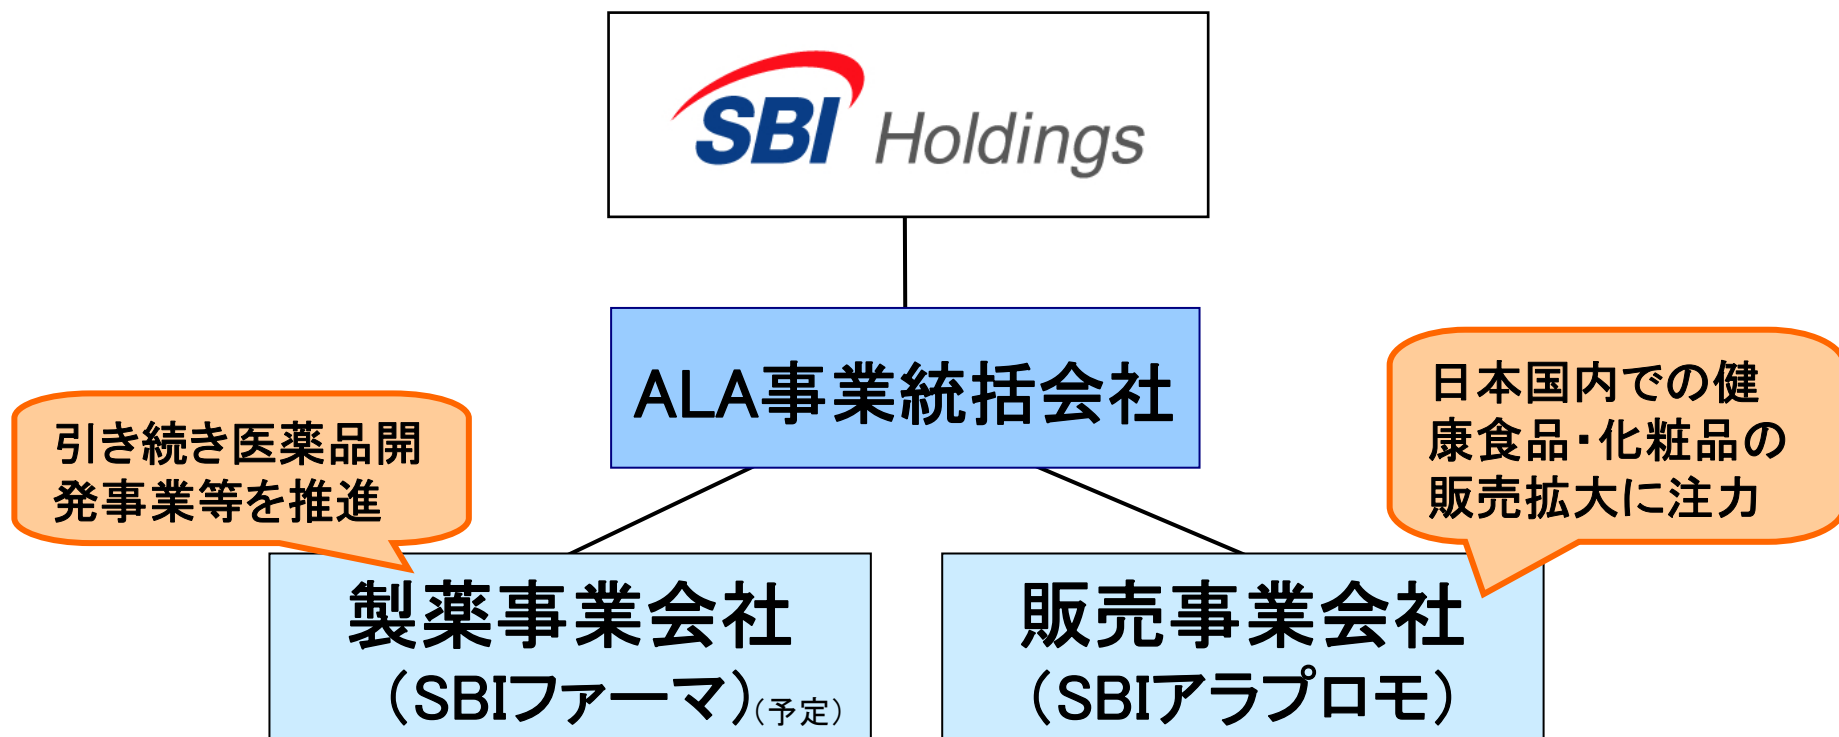 SBI Holdings
ALA事業統括会社
引き続き医薬品開
発事業等を推進
日本国内での健
康食品・化粧品の
販売拡大に注力
製薬事業会社
（SBIファーマ）（予定）
販売事業会社
（SBIアラプロモ）